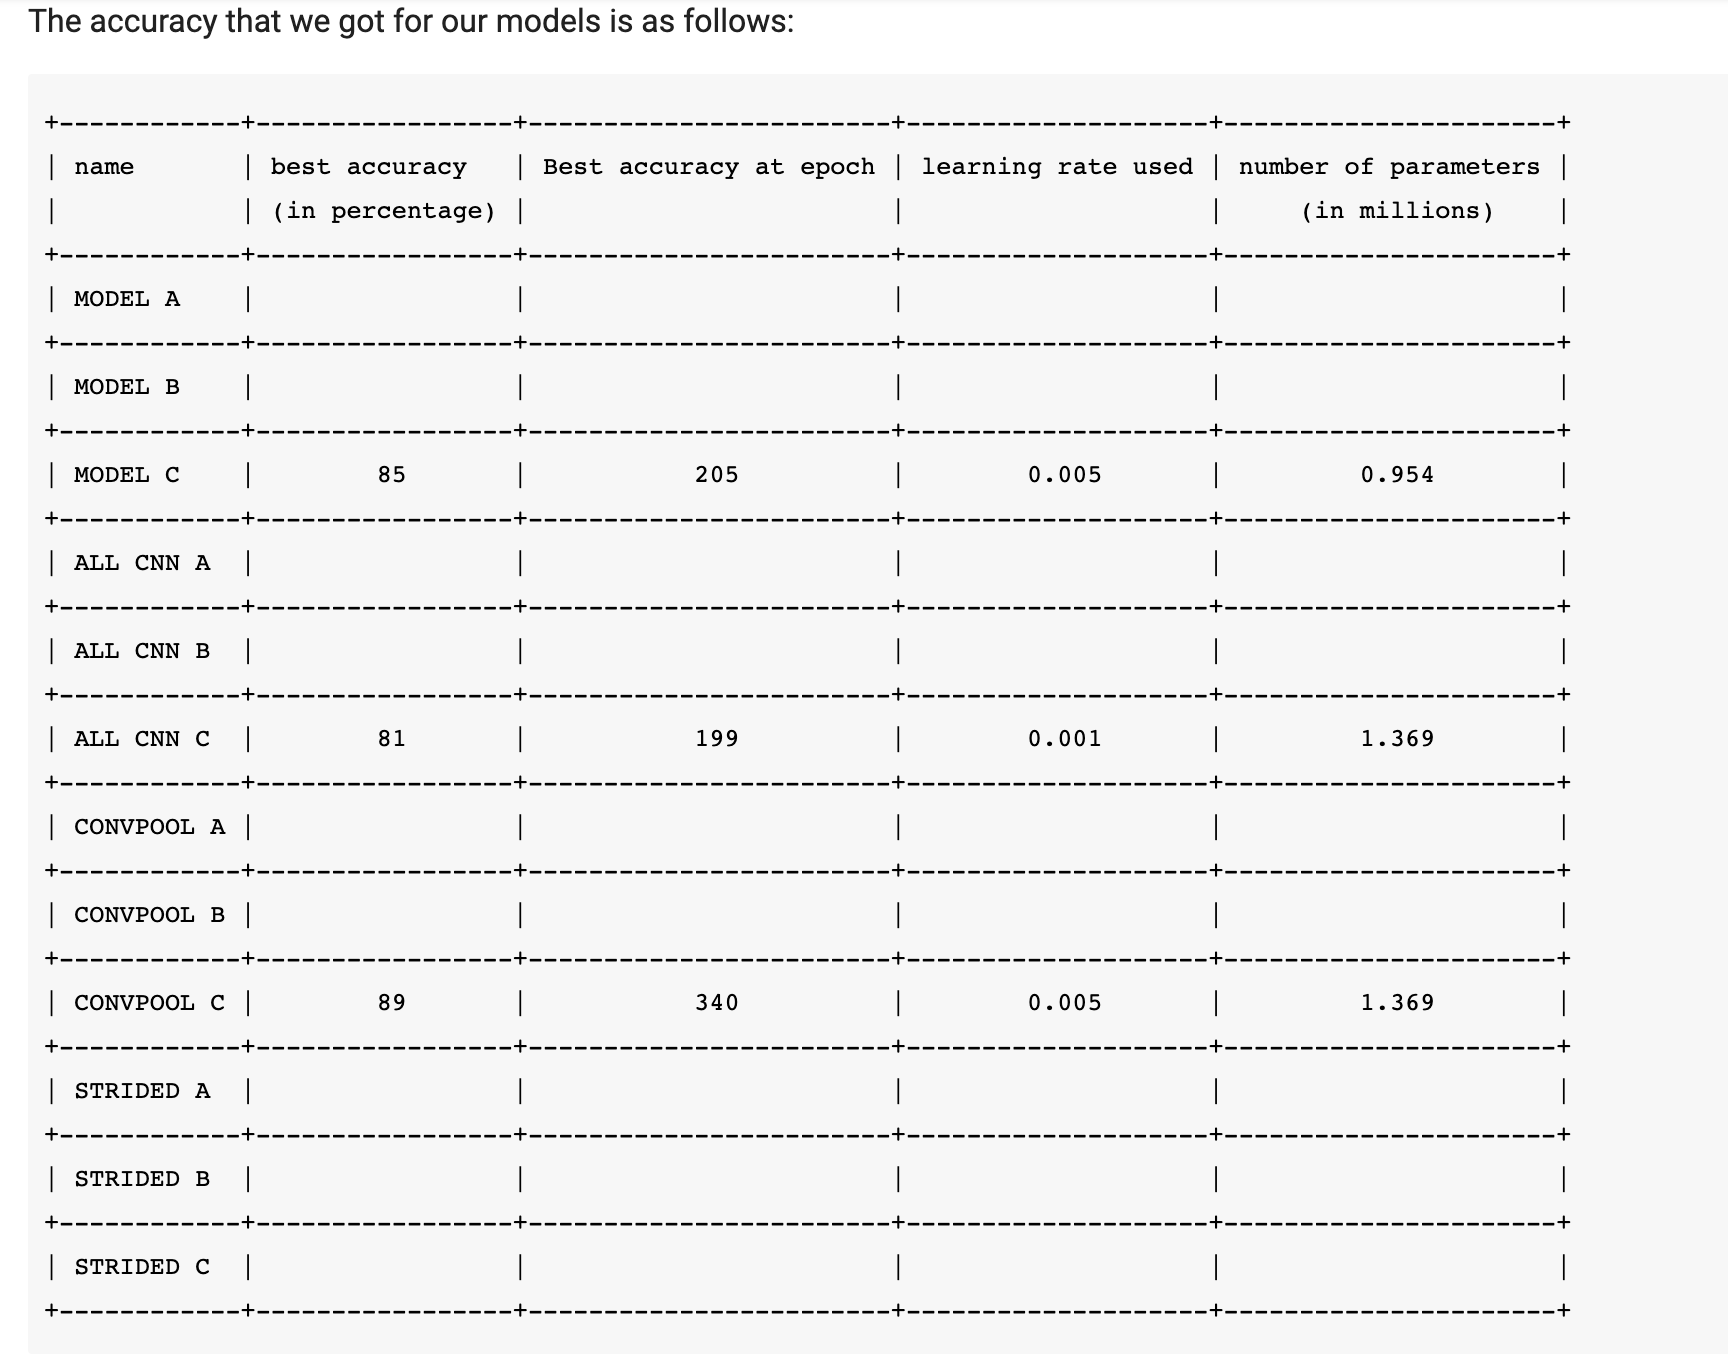 The accuracy that we got for our models is as follows:
+------------+-----------------+------------------------+--------------------+----------------------+
| name       | best accuracy   | Best accuracy at epoch | learning rate used | number of parameters |
|            | (in percentage) |                        |                    |     (in millions)    |
+------------+-----------------+------------------------+--------------------+----------------------+
| MODEL A    |                 |                        |                    |                      |
+------------+-----------------+------------------------+--------------------+----------------------+
| MODEL B    |                 |                        |                    |                      |
+------------+-----------------+------------------------+--------------------+----------------------+
| MODEL C    |        85       |           205          |        0.005       |         0.954        |
+------------+-----------------+------------------------+--------------------+----------------------+
| ALL CNN A  |                 |                        |                    |                      |
+------------+-----------------+------------------------+--------------------+----------------------+
| ALL CNN B  |                 |                        |                    |                      |
+------------+-----------------+------------------------+--------------------+----------------------+
| ALL CNN C  |        81       |           199          |        0.001       |         1.369        |
+------------+-----------------+------------------------+--------------------+----------------------+
| CONVPOOL A |                 |                        |                    |                      |
+------------+-----------------+------------------------+--------------------+----------------------+
| CONVPOOL B |                 |                        |                    |                      |
+------------+-----------------+------------------------+--------------------+----------------------+
| CONVPOOL C |        89       |           340          |        0.005       |         1.369        |
+------------+-----------------+------------------------+--------------------+----------------------+
| STRIDED A  |                 |                        |                    |                      |
+------------+-----------------+------------------------+--------------------+----------------------+
| STRIDED B  |                 |                        |                    |                      |
+------------+-----------------+------------------------+--------------------+----------------------+
| STRIDED C  |                 |                        |                    |                      |
+------------+-----------------+------------------------+--------------------+----------------------+